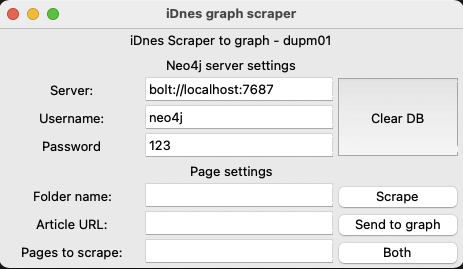 iDnes graph scraper
iDnes Scraper to graph - dupm01
Neo4j server settings
Server: bolt://localhost:7687
Username: neo4j Clear DB
Password 123
Page settings
Folder name: Scrape
Article URL: Send to graph
Pages to scrape: Both